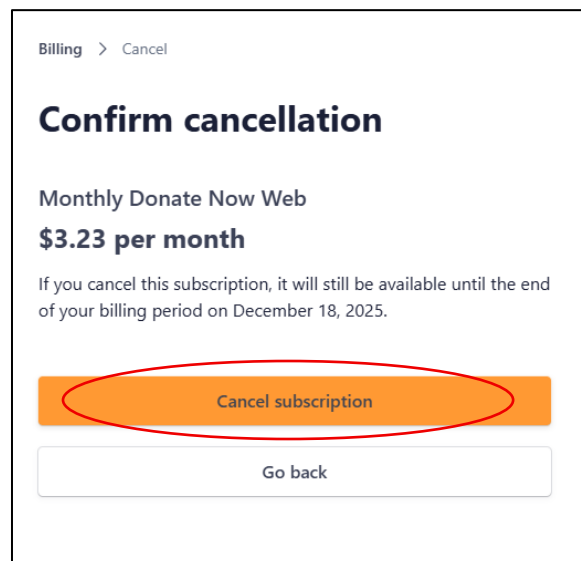 Billing > Cancel
Confirm cancellation
Monthly Donate Now Web
$3.23 per month
If you cancel this subscription, it will still be available until the end
of your billing period on December 18, 2025.
Cancel subscription
Go back